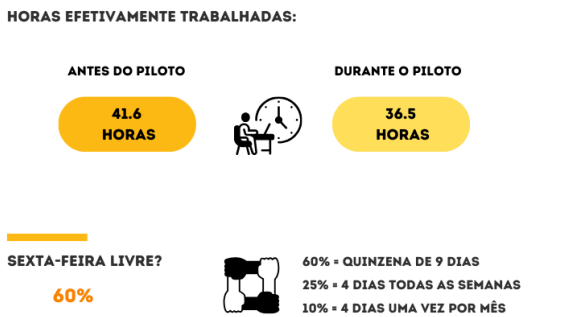 HORAS EFETIVAMENTE TRABALHADAS:
ANTES DO PILOTO
41.6
HORAS
DURANTE O PILOTO
36.5
HORAS
SEXTA-FEIRA LIVRE?
60%
60% = QUINZENA DE 9 DIAS
25% = 4 DIAS TODAS AS SEMANAS
10% = 4 DIAS UMA VEZ POR MÊS